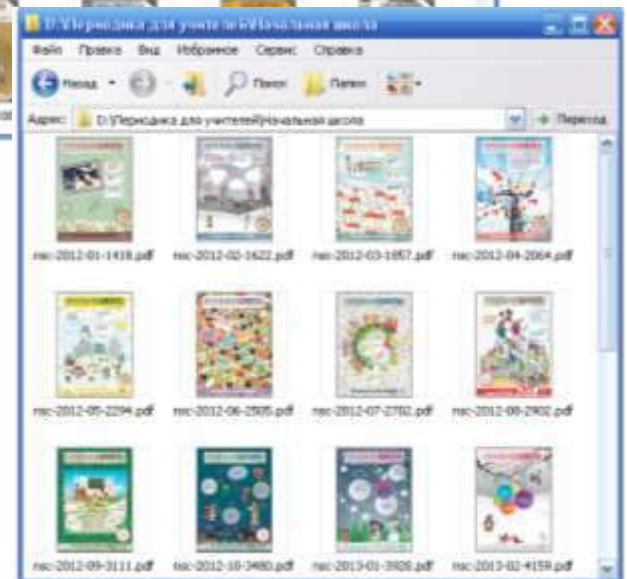 D:\Периодика для учителей\Начальная школа
Файл Правка Вид Избранное Сервис Справка
Назад Поиск Папки
Адрес: D:\Периодика для учителей\Начальная школа Переход
nsc-2012-01-1418.pdf nsc-2012-02-1622.pdf nsc-2012-03-1857.pdf nsc-2012-04-2064.pdf
nsc-2012-05-2294.pdf nsc-2012-06-2505.pdf nsc-2012-07-2702.pdf nsc-2012-08-2902.pdf
nsc-2012-09-3111.pdf nsc-2012-10-3480.pdf nsc-2013-01-3928.pdf nsc-2013-02-4159.pdf